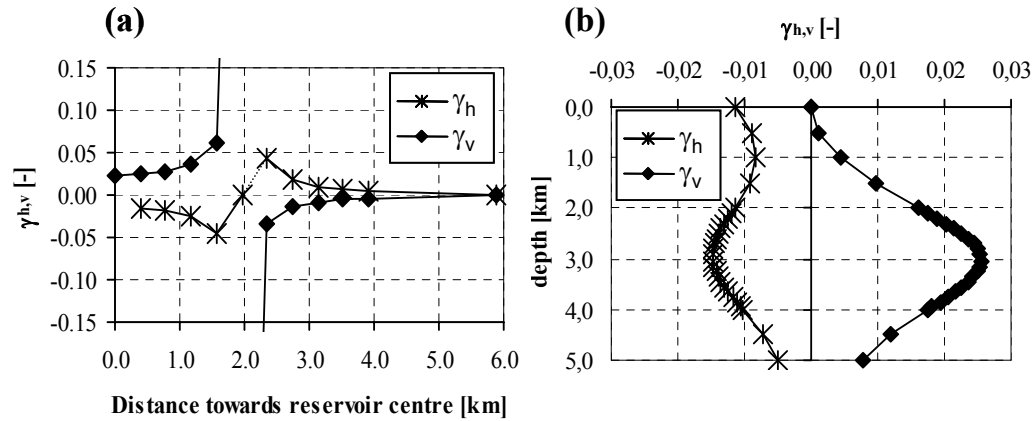 (a)
0.15
0.10
0.05
0.00
-0.05
-0.10
-0.15
γh,v [-]
γh
γv
0.0 1.0 2.0 3.0 4.0 5.0 6.0
Distance towards reservoir centre [km]
(b)
γh,v [-]
-0,03 -0,02 -0,01 0,00 0,01 0,02 0,03
0,0
1,0
2,0
3,0
4,0
5,0
depth [km]
γh
γv